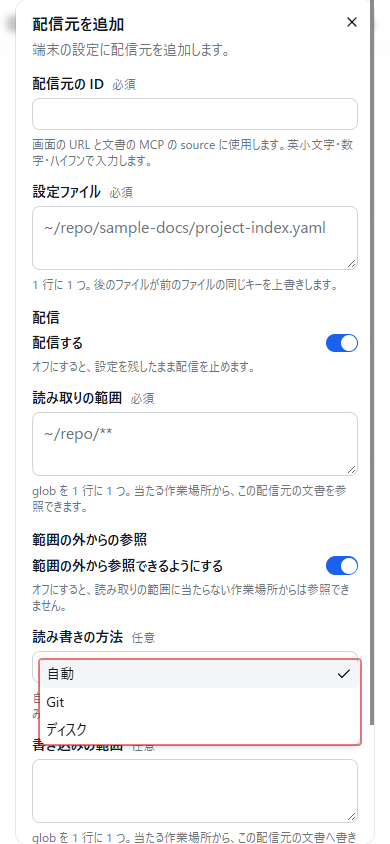 配信元を追加
端末の設定に配信元を追加します。
配信元の ID 必須
画面の URL と文書の MCP の source に使用します。英小文字・数
字・ハイフンで入力します。
設定ファイル 必須
~/repo/sample-docs/project-index.yaml
1 行に 1 つ。後のファイルが前のファイルの同じキーを上書きします。
配信
配信する
オフにすると、設定を残したまま配信を止めます。
読み取りの範囲 必須
~/repo/**
glob を 1 行に 1 つ。当たる作業場所から、この配信元の文書を参
照できます。
範囲の外からの参照
範囲の外から参照できるようにする
オフにすると、読み取りの範囲に当たらない作業場所からは参照でき
ません。
読み書きの方法 任意
自動
Git
ディスク
書き込みの範囲 任意
glob を 1 行に 1 つ。当たる作業場所から、この配信元の文書へ書き